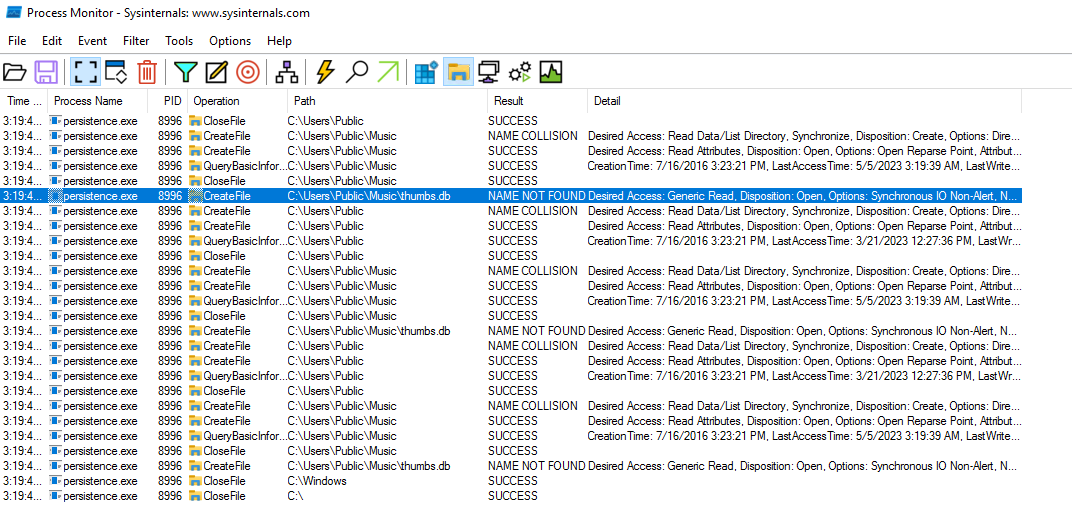 Process Monitor - Sysinternals: www.sysinternals.com
File Edit Event Filter Tools Options Help
Time ... Process Name PID Operation Path Result Detail
3:19:4... persistence.exe 8996 CloseFile C:\Users\Public SUCCESS
3:19:4... persistence.exe 8996 CreateFile C:\Users\Public\Music NAME COLLISION Desired Access: Read Data/List Directory, Synchronize, Disposition: Create, Options: Dire...
3:19:4... persistence.exe 8996 CreateFile C:\Users\Public\Music SUCCESS Desired Access: Read Attributes, Disposition: Open, Options: Open Reparse Point, Attribut...
3:19:4... persistence.exe 8996 QueryBasicInfor... C:\Users\Public\Music SUCCESS CreationTime: 7/16/2016 3:23:21 PM, LastAccessTime: 5/5/2023 3:19:39 AM, LastWrite...
3:19:4... persistence.exe 8996 CloseFile C:\Users\Public\Music SUCCESS
3:19:4... persistence.exe 8996 CreateFile C:\Users\Public\Music\thumbs.db NAME NOT FOUND Desired Access: Generic Read, Disposition: Open, Options: Synchronous IO Non-Alert, N...
3:19:4... persistence.exe 8996 CreateFile C:\Users\Public NAME COLLISION Desired Access: Read Data/List Directory, Synchronize, Disposition: Create, Options: Dire...
3:19:4... persistence.exe 8996 CreateFile C:\Users\Public SUCCESS Desired Access: Read Attributes, Disposition: Open, Options: Open Reparse Point, Attribut...
3:19:4... persistence.exe 8996 QueryBasicInfor... C:\Users\Public SUCCESS CreationTime: 7/16/2016 3:23:21 PM, LastAccessTime: 3/21/2023 12:27:36 PM, LastWrit...
3:19:4... persistence.exe 8996 CloseFile C:\Users\Public SUCCESS
3:19:4... persistence.exe 8996 CreateFile C:\Users\Public\Music NAME COLLISION Desired Access: Read Data/List Directory, Synchronize, Disposition: Create, Options: Dire...
3:19:4... persistence.exe 8996 CreateFile C:\Users\Public\Music SUCCESS Desired Access: Read Attributes, Disposition: Open, Options: Open Reparse Point, Attribut...
3:19:4... persistence.exe 8996 QueryBasicInfor... C:\Users\Public\Music SUCCESS CreationTime: 7/16/2016 3:23:21 PM, LastAccessTime: 5/5/2023 3:19:39 AM, LastWrite...
3:19:4... persistence.exe 8996 CloseFile C:\Users\Public\Music SUCCESS
3:19:4... persistence.exe 8996 CreateFile C:\Users\Public\Music\thumbs.db NAME NOT FOUND Desired Access: Generic Read, Disposition: Open, Options: Synchronous IO Non-Alert, N...
3:19:4... persistence.exe 8996 CreateFile C:\Users\Public NAME COLLISION Desired Access: Read Data/List Directory, Synchronize, Disposition: Create, Options: Dire...
3:19:4... persistence.exe 8996 CreateFile C:\Users\Public SUCCESS Desired Access: Read Attributes, Disposition: Open, Options: Open Reparse Point, Attribut...
3:19:4... persistence.exe 8996 QueryBasicInfor... C:\Users\Public SUCCESS CreationTime: 7/16/2016 3:23:21 PM, LastAccessTime: 3/21/2023 12:27:36 PM, LastWrit...
3:19:4... persistence.exe 8996 CloseFile C:\Users\Public SUCCESS
3:19:4... persistence.exe 8996 CreateFile C:\Users\Public\Music NAME COLLISION Desired Access: Read Data/List Directory, Synchronize, Disposition: Create, Options: Dire...
3:19:4... persistence.exe 8996 CreateFile C:\Users\Public\Music SUCCESS Desired Access: Read Attributes, Disposition: Open, Options: Open Reparse Point, Attribut...
3:19:4... persistence.exe 8996 QueryBasicInfor... C:\Users\Public\Music SUCCESS CreationTime: 7/16/2016 3:23:21 PM, LastAccessTime: 5/5/2023 3:19:39 AM, LastWrite...
3:19:4... persistence.exe 8996 CloseFile C:\Users\Public\Music SUCCESS
3:19:4... persistence.exe 8996 CreateFile C:\Users\Public\Music\thumbs.db NAME NOT FOUND Desired Access: Generic Read, Disposition: Open, Options: Synchronous IO Non-Alert, N...
3:19:4... persistence.exe 8996 CloseFile C:\Windows SUCCESS
3:19:4... persistence.exe 8996 CloseFile C:\ SUCCESS